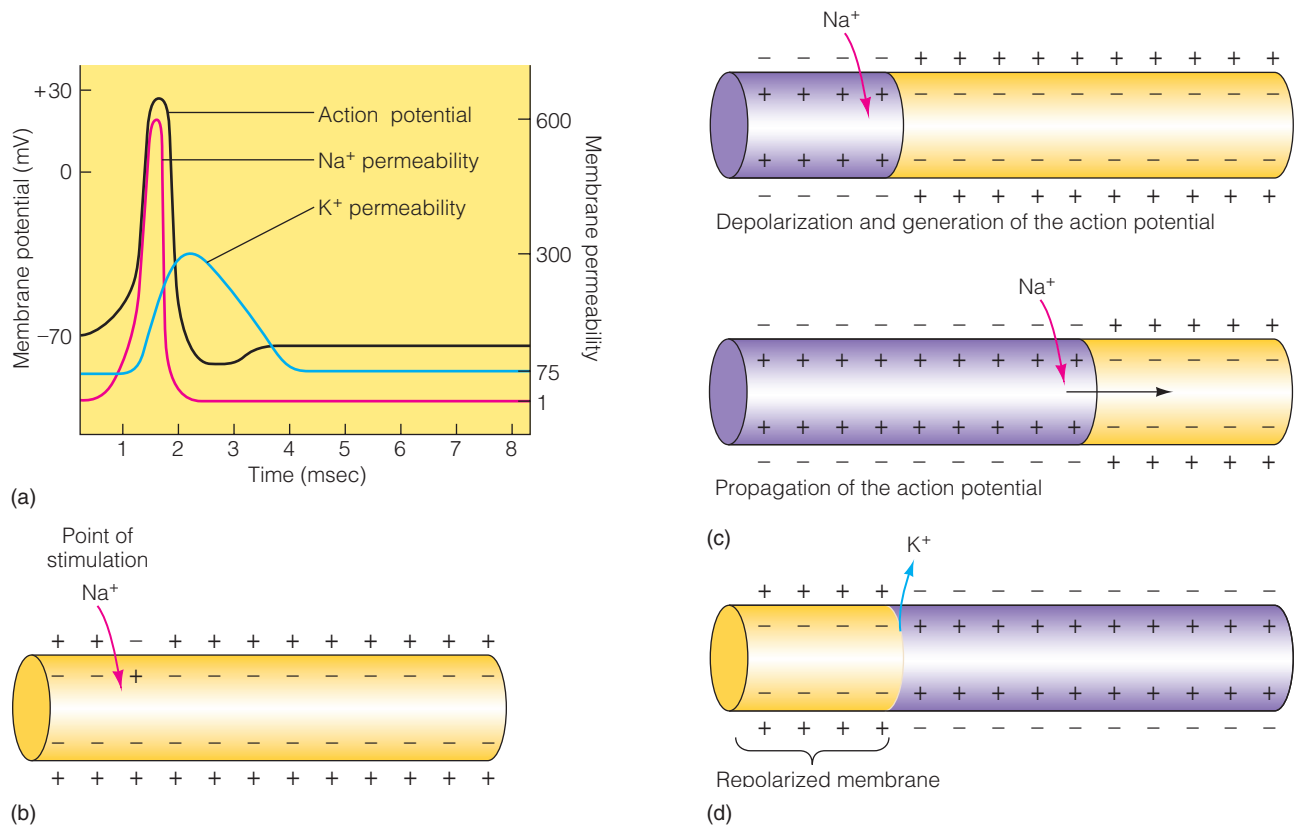 +30
0
−70
Membrane potential (mV)
Action potential
Na⁺ permeability
K⁺ permeability
600
300
75
1
Membrane permeability
1 2 3 4 5 6 7 8
Time (msec)
(a)
Point of
stimulation
Na⁺
+ + − + + + + + + + + +
− − + − − − − − − − − −
− − − − − − − − − − − −
+ + + + + + + + + + + +
(b)
Na⁺
− − − − + + + + + + + + + +
+ + + + − − − − − − − − − −
+ + + + − − − − − − − − − −
− − − − + + + + + + + + + +
Depolarization and generation of the action potential
Na⁺
− − − − − − − − − + + + + +
+ + + + + + + + + − − − − −
+ + + + + + + + + − − − − −
− − − − − − − − − + + + + +
Propagation of the action potential
(c)
K⁺
+ + + + − − − − − − − − − −
− − − − + + + + + + + + + +
− − − − + + + + + + + + + +
+ + + + − − − − − − − − − −
Repolarized membrane
(d)